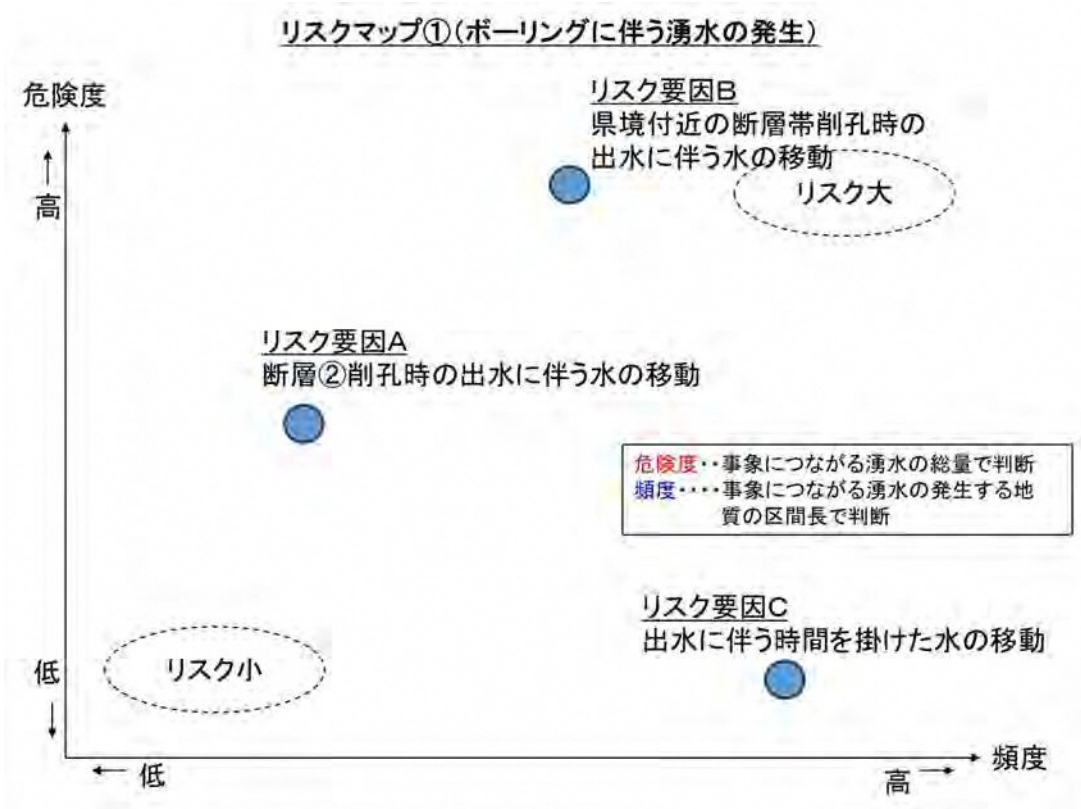 リスクマップ①(ボーリングに伴う湧水の発生)
危険度
高
リスク要因B
県境付近の断層帯削孔時の
出水に伴う水の移動
リスク大
リスク要因A
断層②削孔時の出水に伴う水の移動
危険度‥事象につながる湧水の総量で判断
頻度‥‥事象につながる湧水の発生する地
質の区間長で判断
リスク要因C
出水に伴う時間を掛けた水の移動
低
リスク小
低
高
頻度